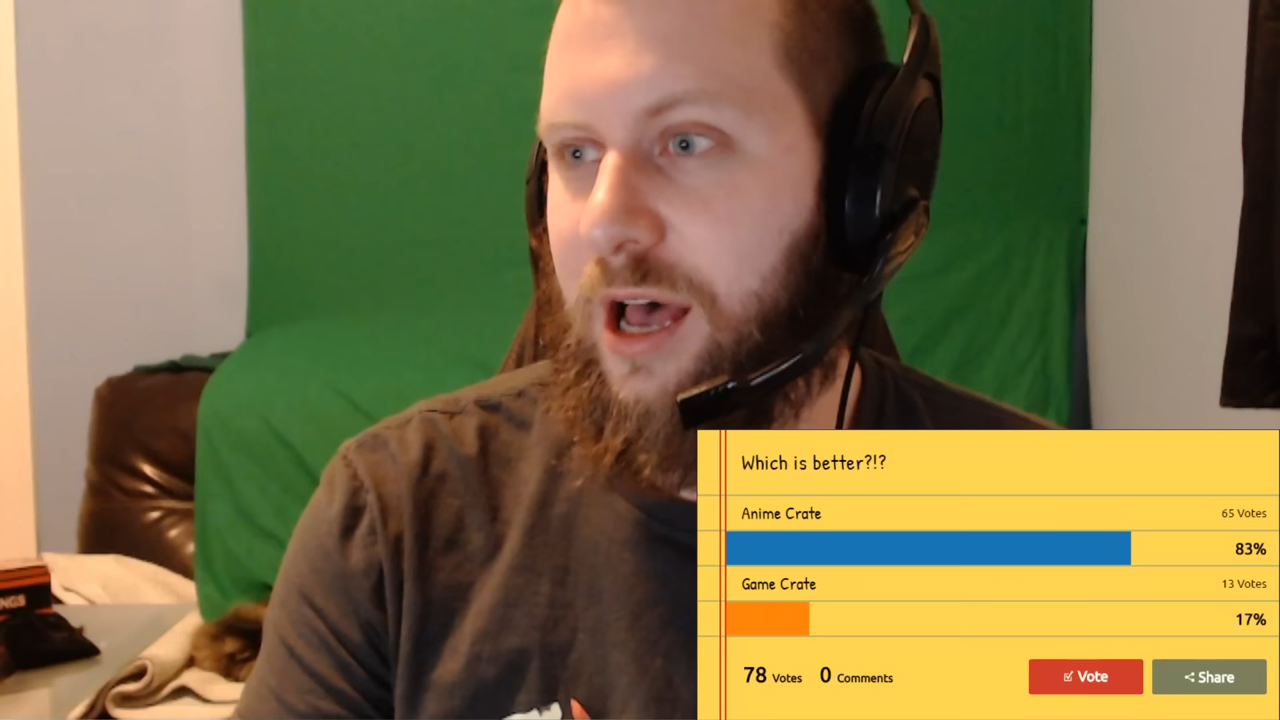 Which is better?!?
Anime Crate 65 Votes
83%
Game Crate 13 Votes
17%
78 Votes 0 Comments Vote Share
NGS